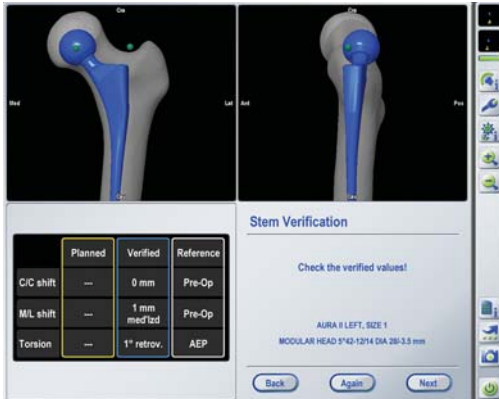 Cra
Cra
Med
Lat
Ant
Pos
Stem Verification
Planned Verified Reference
C/C shift --- 0 mm Pre-Op
M/L shift --- 1 mm med'lzd Pre-Op
Torsion --- 1° retrov. AEP
Check the verified values!
AURA II LEFT, SIZE 1
MODULAR HEAD 5°42-12/14 DIA 28/-3.5 mm
Back Again Next